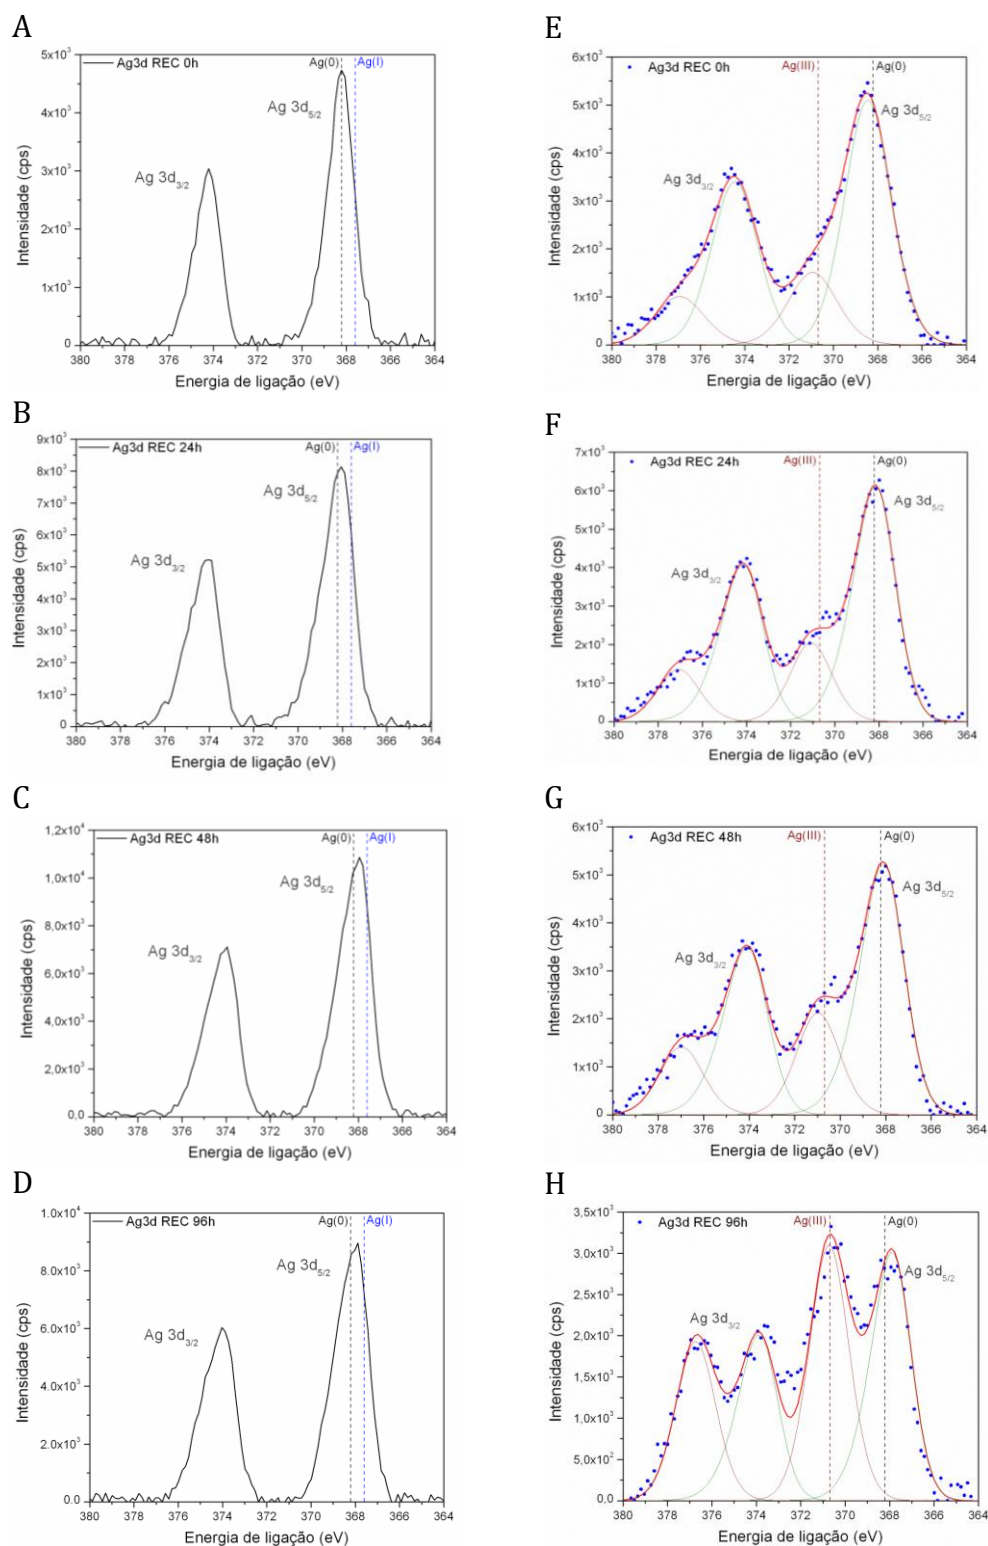 A
Ag3d REC 0h
Ag(0)
Ag(I)
Ag 3d5/2
Ag 3d3/2
Intensidade (cps)
5x10³
4x10³
3x10³
2x10³
1x10³
0
380 378 376 374 372 370 368 366 364
Energia de ligação (eV)
E
Ag3d REC 0h
Ag(III)
Ag(0)
Ag 3d5/2
Ag 3d3/2
Intensidade (cps)
6x10³
5x10³
4x10³
3x10³
2x10³
1x10³
0
380 378 376 374 372 370 368 366 364
Energia de ligação (eV)
B
Ag3d REC 24h
Ag(0)
Ag(I)
Ag 3d5/2
Ag 3d3/2
Intensidade (cps)
9x10³
8x10³
7x10³
6x10³
5x10³
4x10³
3x10³
2x10³
1x10³
0
380 378 376 374 372 370 368 366 364
Energia de ligação (eV)
F
Ag3d REC 24h
Ag(III)
Ag(0)
Ag 3d5/2
Ag 3d3/2
Intensidade (cps)
7x10³
6x10³
5x10³
4x10³
3x10³
2x10³
1x10³
0
380 378 376 374 372 370 368 366 364
Energia de ligação (eV)
C
Ag3d REC 48h
Ag(0)
Ag(I)
Ag 3d5/2
Ag 3d3/2
Intensidade (cps)
1,2x10⁴
1,0x10⁴
8,0x10³
6,0x10³
4,0x10³
2,0x10³
0,0
380 378 376 374 372 370 368 366 364
Energia de ligação (eV)
G
Ag3d REC 48h
Ag(III)
Ag(0)
Ag 3d5/2
Ag 3d3/2
Intensidade (cps)
6x10³
5x10³
4x10³
3x10³
2x10³
1x10³
0
380 378 376 374 372 370 368 366 364
Energia de ligação (eV)
D
Ag3d REC 96h
Ag(0)
Ag(I)
Ag 3d5/2
Ag 3d3/2
Intensidade (cps)
1.0x10⁴
8.0x10³
6.0x10³
4.0x10³
2.0x10³
0.0
380 378 376 374 372 370 368 366 364
Energia de ligação (eV)
H
Ag3d REC 96h
Ag(III)
Ag(0)
Ag 3d5/2
Ag 3d3/2
Intensidade (cps)
3,5x10³
3,0x10³
2,5x10³
2,0x10³
1,5x10³
1,0x10³
5,0x10²
0,0
380 378 376 374 372 370 368 366 364
Energia de ligação (eV)